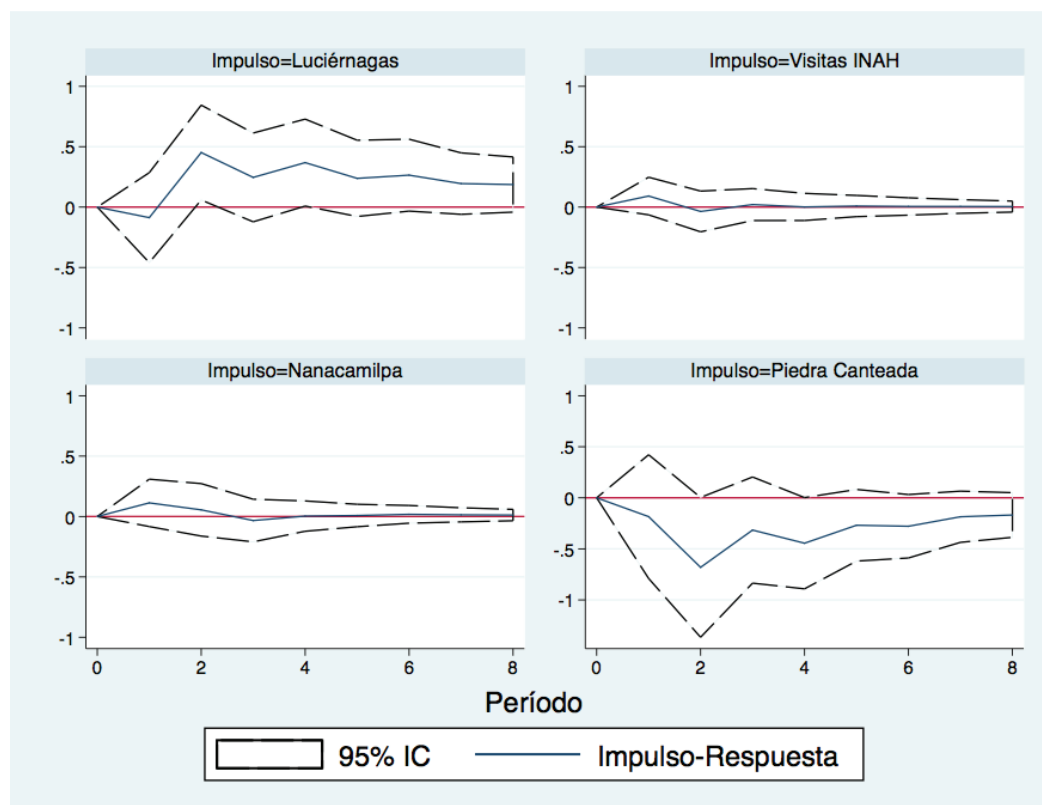 Impulso=Luciérnagas
Impulso=Visitas INAH
1
.5
0
-.5
-1
1
.5
0
-.5
-1
Impulso=Nanacamilpa
Impulso=Piedra Canteada
1
.5
0
-.5
-1
1
.5
0
-.5
-1
0 2 4 6 8
0 2 4 6 8
Período
95% IC
Impulso-Respuesta